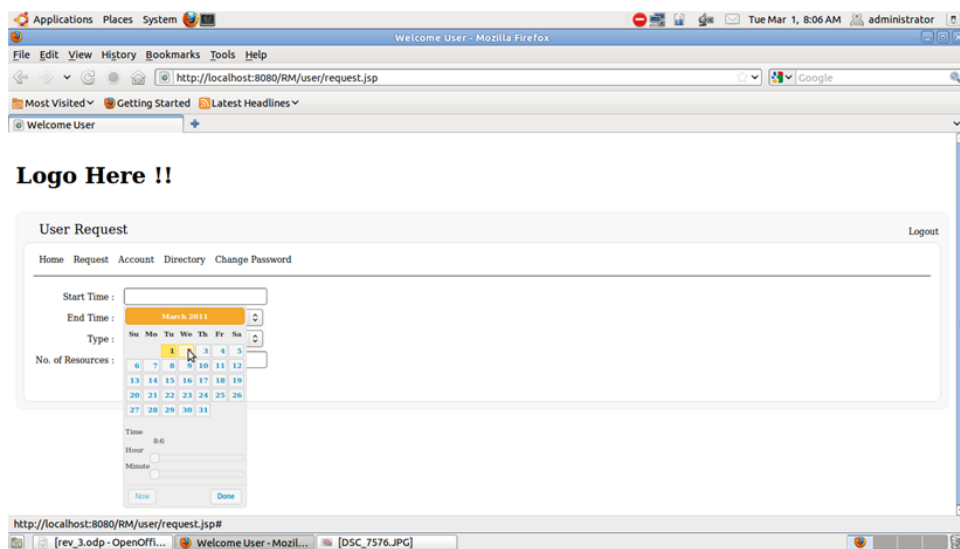 Applications Places System Tue Mar 1, 8:06 AM administrator
Welcome User - Mozilla Firefox
File Edit View History Bookmarks Tools Help
http://localhost:8080/RM/user/request.jsp Google
Most Visited Getting Started Latest Headlines
Welcome User
Logo Here !!
User Request Logout
Home Request Account Directory Change Password
Start Time :
End Time :
Type :
No. of Resources :
March 2011
Su Mo Tu We Th Fr Sa
1 3 4 5
6 7 8 9 10 11 12
13 14 15 16 17 18 19
20 21 22 23 24 25 26
27 28 29 30 31
Time
8:6
Hour
Minute
Now Done
http://localhost:8080/RM/user/request.jsp#
[rev_3.odp - OpenOffi... Welcome User - Mozil... [DSC_7576.JPG]